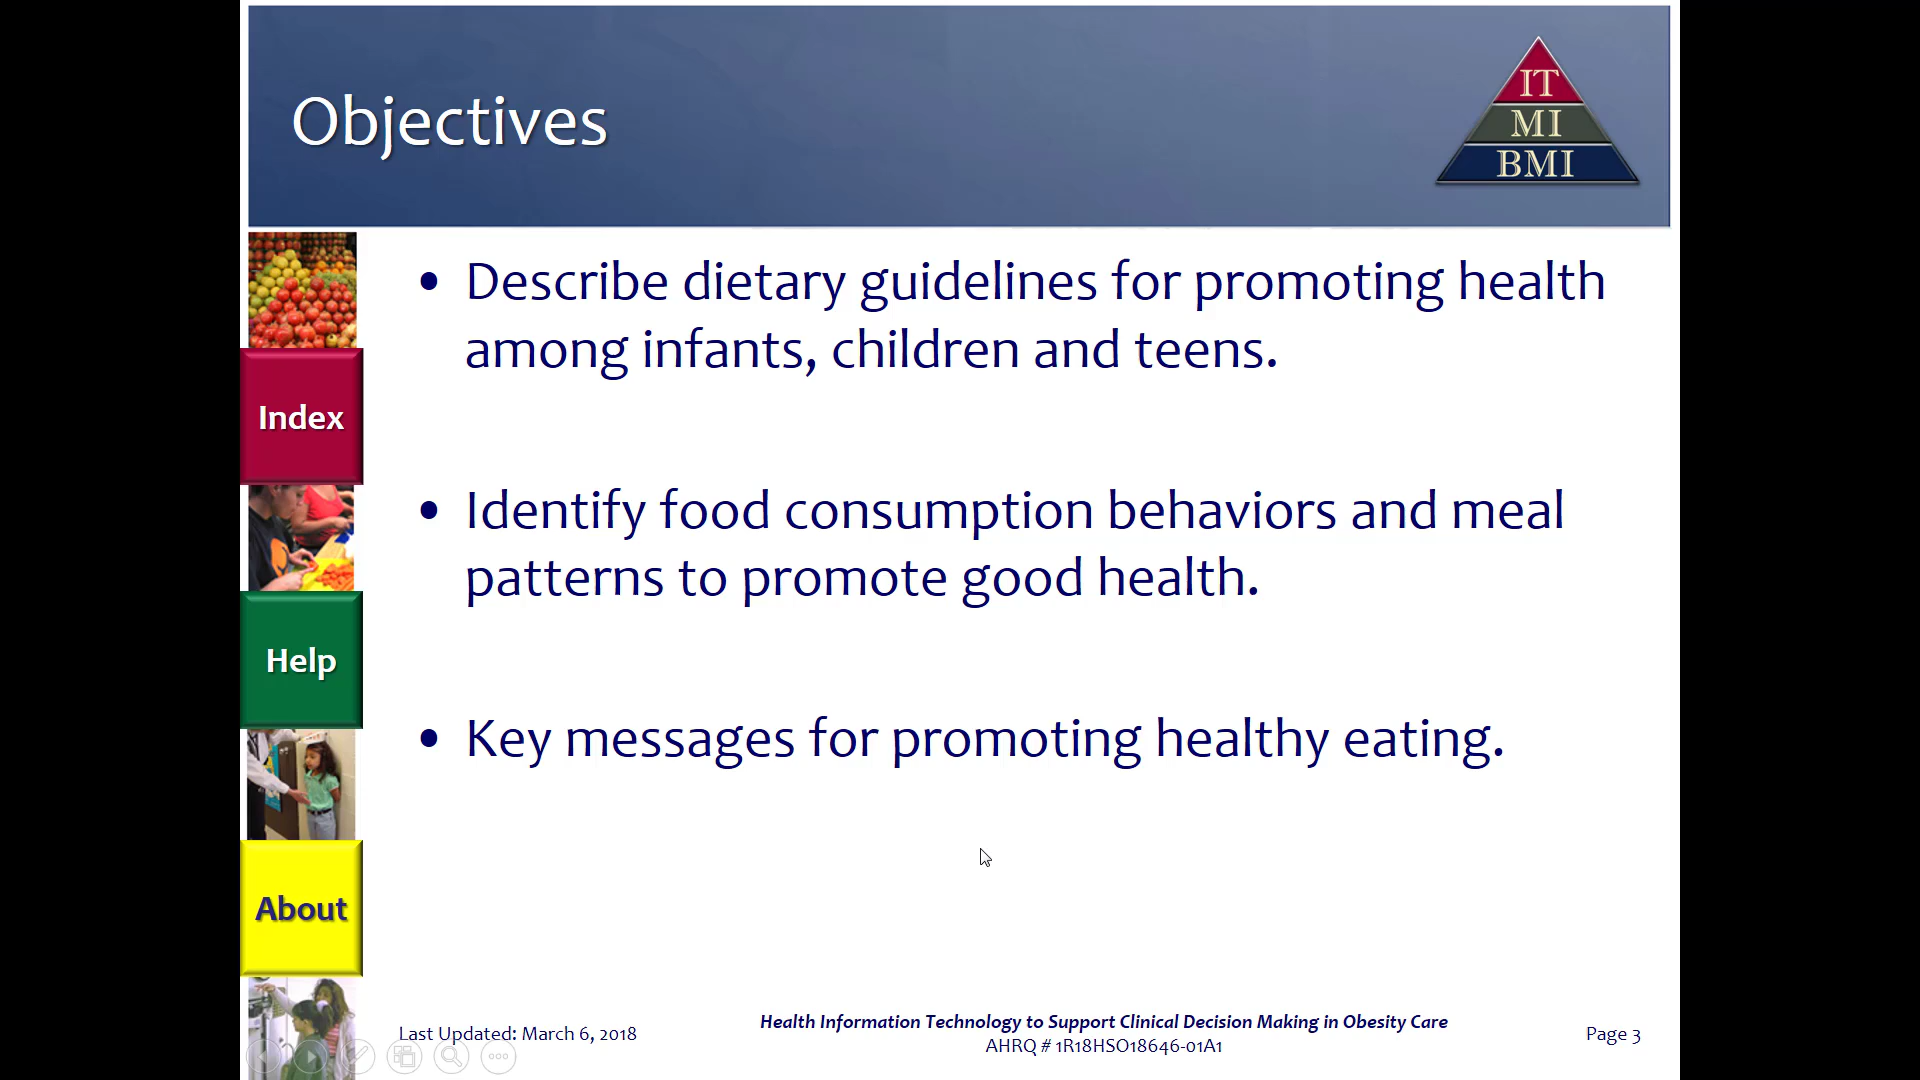 Objectives
IT
MI
BMI
• Describe dietary guidelines for promoting health
among infants, children and teens.
Index
• Identify food consumption behaviors and meal
patterns to promote good health.
Help
• Key messages for promoting healthy eating.
About
Last Updated: March 6, 2018
Health Information Technology to Support Clinical Decision Making in Obesity Care
AHRQ # 1R18HSO18646-01A1
Page 3